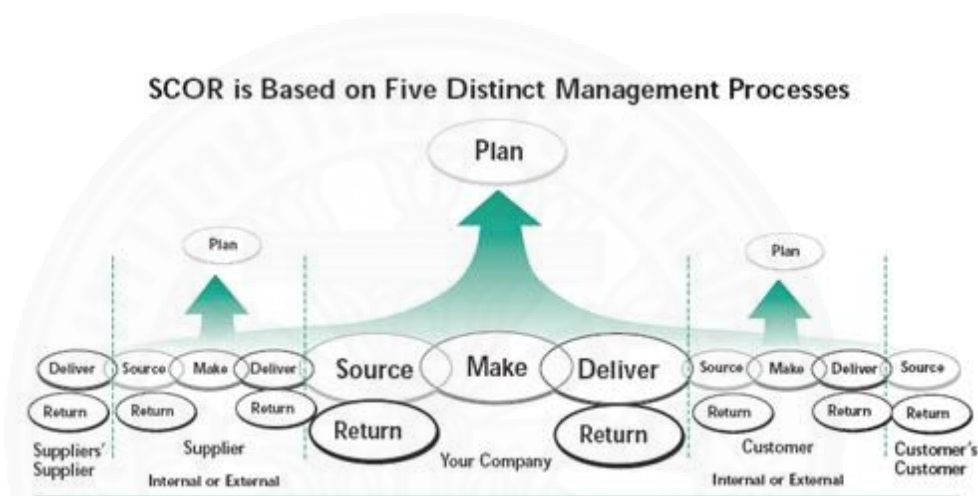 SCOR is Based on Five Distinct Management Processes
Plan
Plan
Plan
Deliver Source Make Deliver Source Make Deliver Source Make Deliver Source
Return Return Return Return Return Return Return Return
Suppliers' Supplier Your Company Customer Customer's
Supplier Customer
Internal or External Internal or External